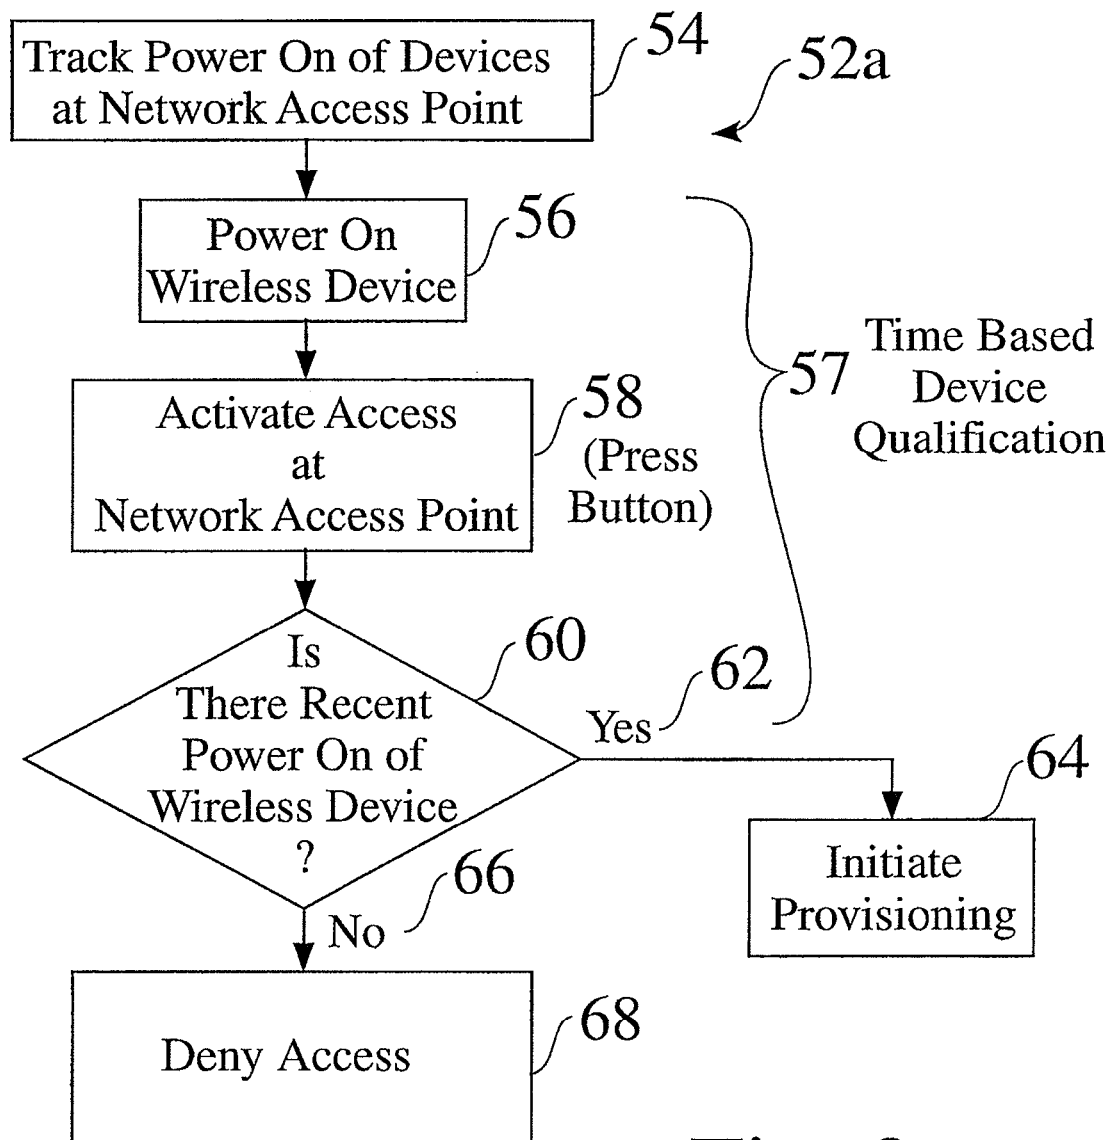 Track Power On of Devices
at Network Access Point
54
52a
Power On
Wireless Device
56
Activate Access
at
Network Access Point
58
(Press
Button)
57
Time Based
Device
Qualification
Is
There Recent
Power On of
Wireless Device
?
60
Yes
62
64
Initiate
Provisioning
No
66
Deny Access
68